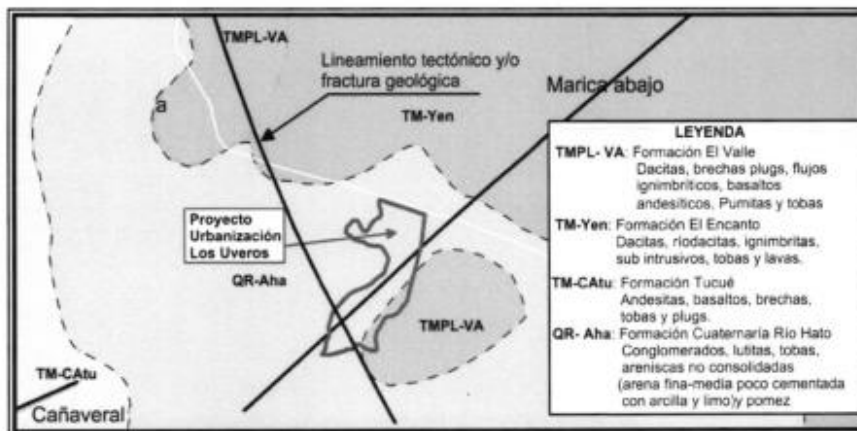 TMPL-VA
Lineamiento tectónico y/o
fractura geológica
Marica abajo
a
TM-Yen
Proyecto
Urbanización
Los Uveros
QR-Aha
TMPL-VA
TM-CAtu
Cañaveral
LEYENDA
TMPL- VA: Formación El Valle
Dacitas, brechas plugs, flujos
ignimbríticos, basaltos
andesíticos. Pumitas y tobas
TM-Yen: Formación El Encanto
Dacitas, riodacitas, ignimbritas,
sub intrusivos, tobas y lavas.
TM-CAtu: Formación Tucué
Andesitas, basaltos, brechas,
tobas y plugs.
QR- Aha: Formación Cuaternaría Río Hato
Conglomerados, lutitas, tobas,
areniscas no consolidadas
(arena fina-media poco cementada
con arcilla y limo)y pomez